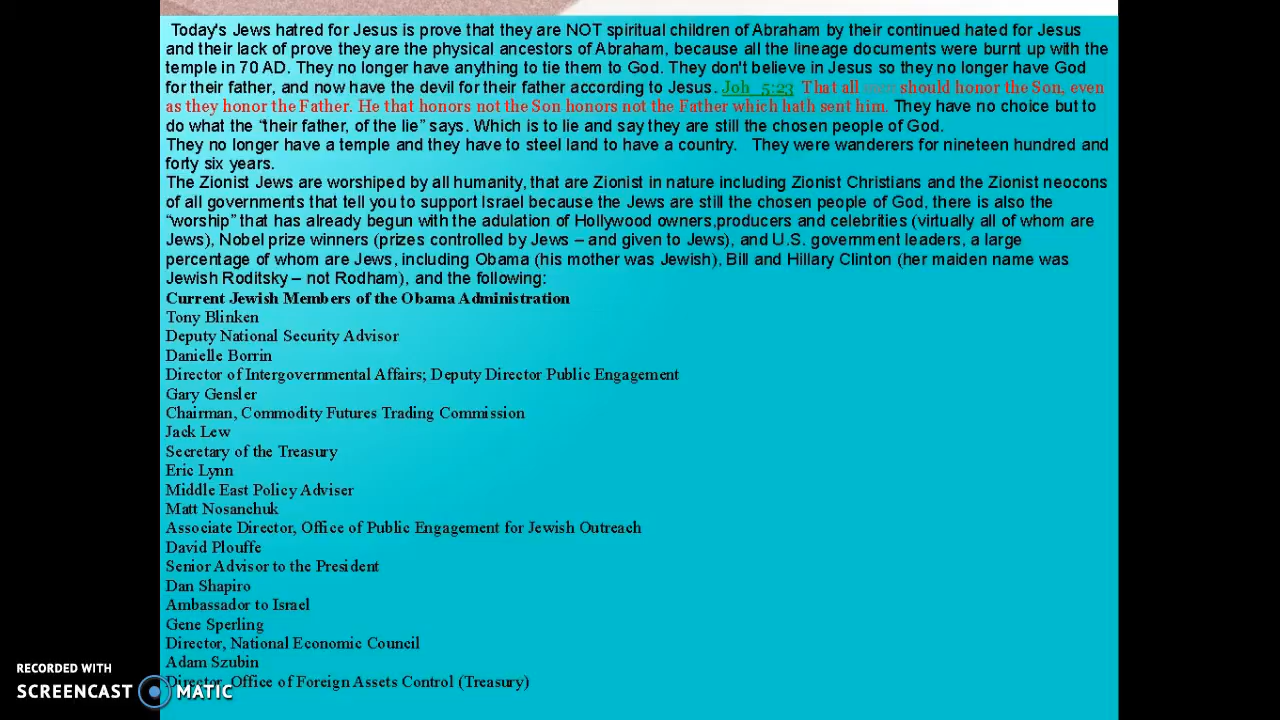 Today's Jews hatred for Jesus is prove that they are NOT spiritual children of Abraham by their continued hated for Jesus
and their lack of prove they are the physical ancestors of Abraham, because all the lineage documents were burnt up with the
temple in 70 AD. They no longer have anything to tie them to God. They don't believe in Jesus so they no longer have God
for their father, and now have the devil for their father according to Jesus. Joh_5:23 That all should honor the Son, even
as they honor the Father. He that honors not the Son honors not the Father which hath sent him. They have no choice but to
do what the “their father, of the lie” says. Which is to lie and say they are still the chosen people of God.
They no longer have a temple and they have to steel land to have a country. They were wanderers for nineteen hundred and
forty six years.
The Zionist Jews are worshiped by all humanity, that are Zionist in nature including Zionist Christians and the Zionist neocons
of all governments that tell you to support Israel because the Jews are still the chosen people of God, there is also the
“worship” that has already begun with the adulation of Hollywood owners,producers and celebrities (virtually all of whom are
Jews), Nobel prize winners (prizes controlled by Jews – and given to Jews), and U.S. government leaders, a large
percentage of whom are Jews, including Obama (his mother was Jewish), Bill and Hillary Clinton (her maiden name was
Jewish Roditsky – not Rodham), and the following:
Current Jewish Members of the Obama Administration
Tony Blinken
Deputy National Security Advisor
Danielle Borrin
Director of Intergovernmental Affairs; Deputy Director Public Engagement
Gary Gensler
Chairman, Commodity Futures Trading Commission
Jack Lew
Secretary of the Treasury
Eric Lynn
Middle East Policy Adviser
Matt Nosanchuk
Associate Director, Office of Public Engagement for Jewish Outreach
David Plouffe
Senior Advisor to the President
Dan Shapiro
Ambassador to Israel
Gene Sperling
Director, National Economic Council
Adam Szubin
Director, Office of Foreign Assets Control (Treasury)
RECORDED WITH
SCREENCAST MATIC